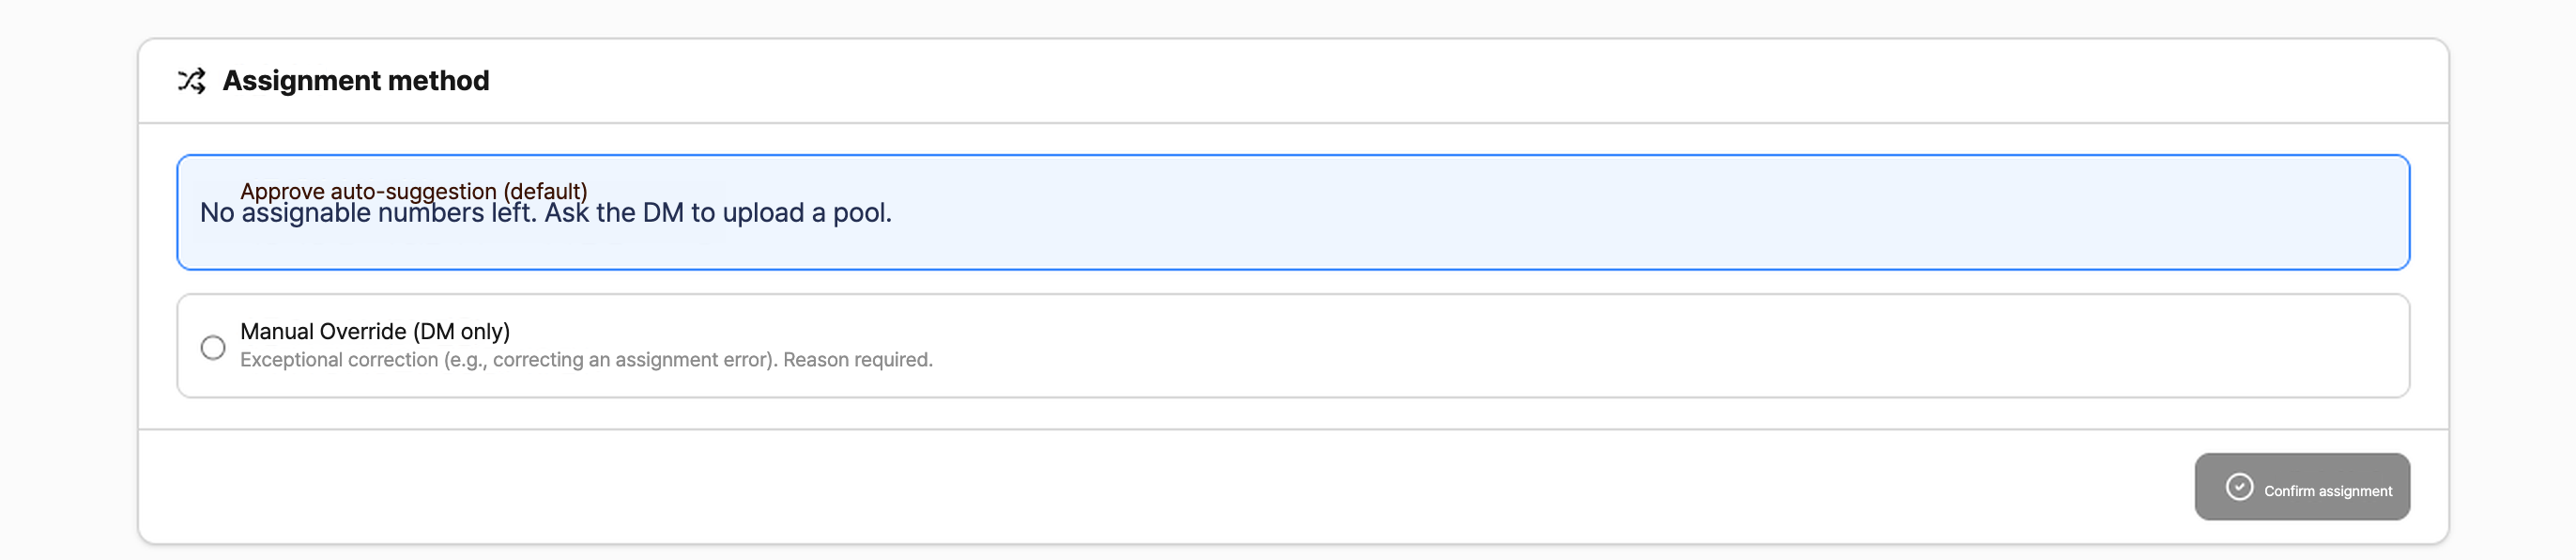 Assignment method
Approve auto-suggestion (default)
No assignable numbers left. Ask the DM to upload a pool.
Manual Override (DM only)
Exceptional correction (e.g., correcting an assignment error). Reason required.
Confirm assignment